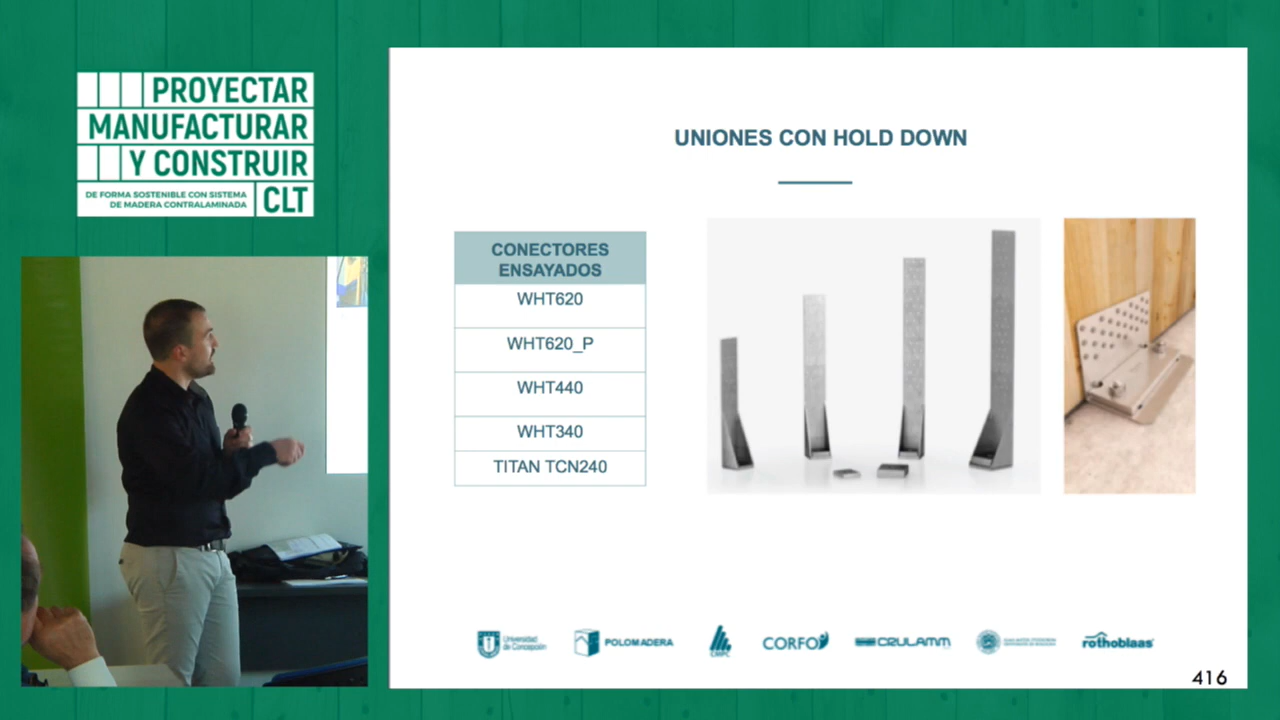 PROYECTAR
MANUFACTURAR
Y CONSTRUIR
DE FORMA SOSTENIBLE CON SISTEMA
DE MADERA CONTRALAMINADA
CLT
UNIONES CON HOLD DOWN
CONECTORES
ENSAYADOS
WHT620
WHT620_P
WHT440
WHT340
TITAN TCN240
Universidad
de Concepción
POLOMADERA
CMPC
CORFO
CRULAMM
rothoblaas
416